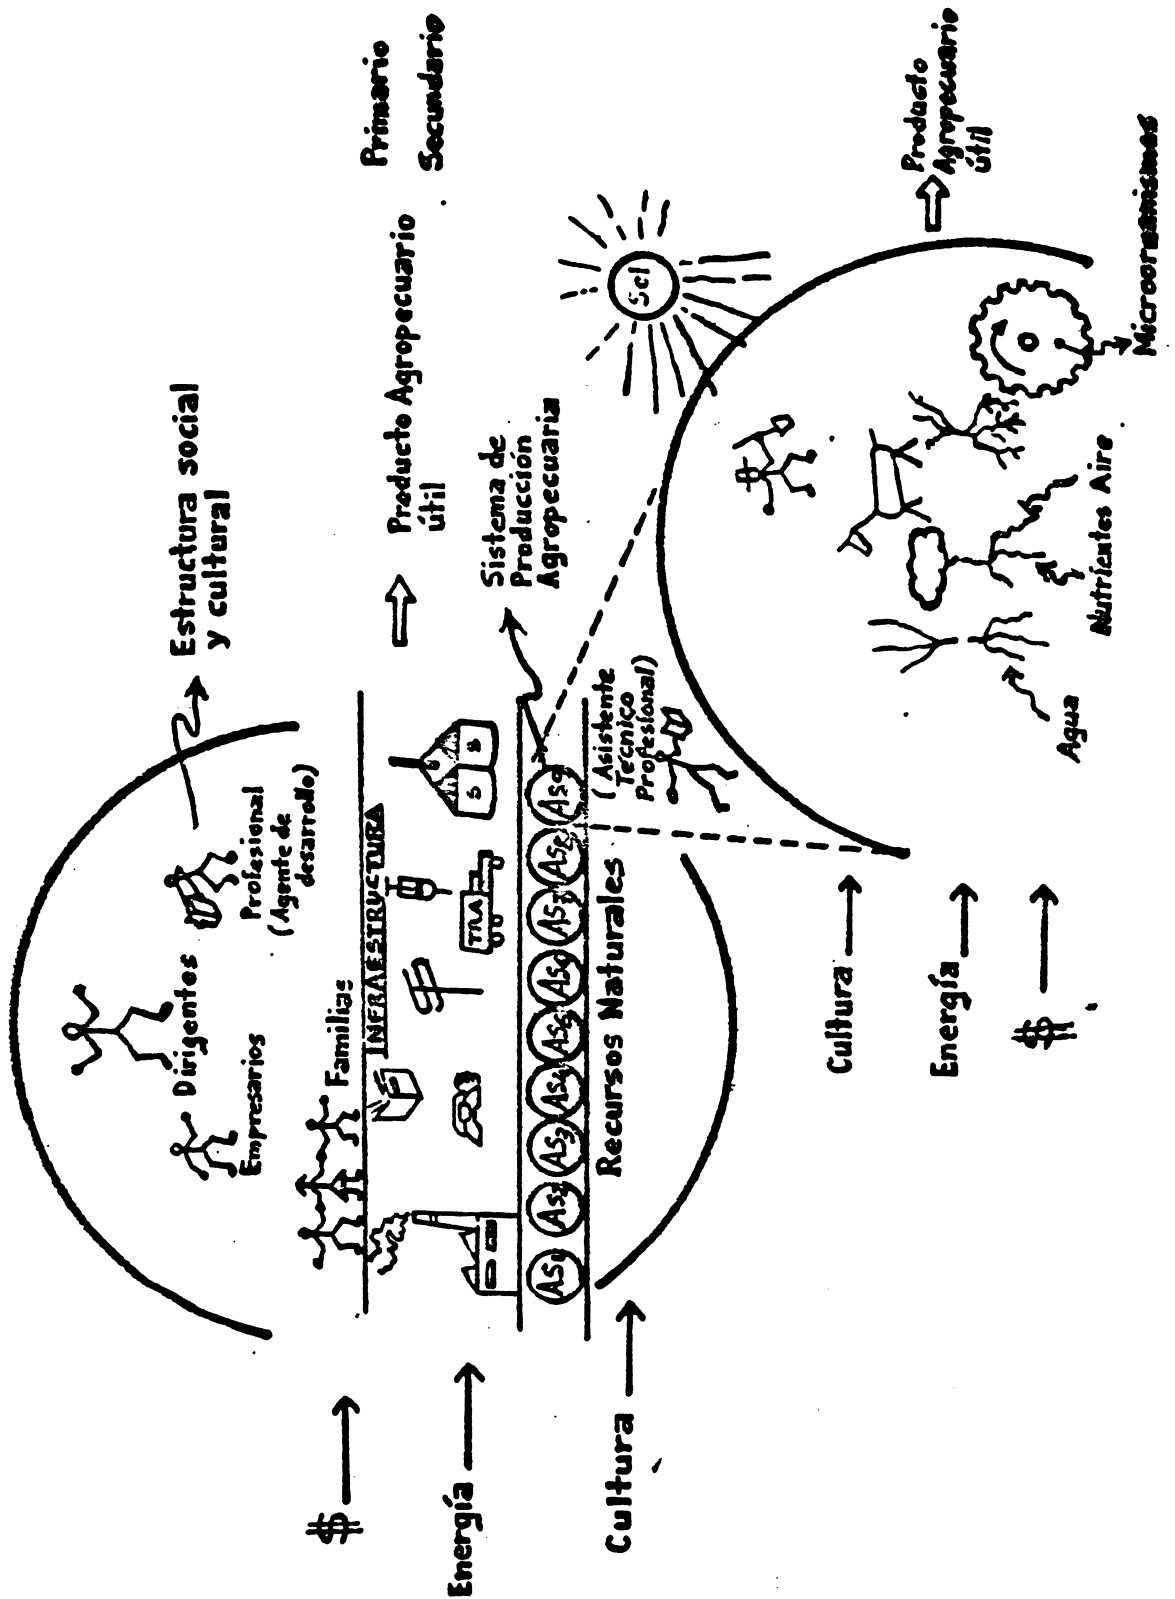 Estructura social
y cultural
Dirigentes
Empresarios
Profesional
(Agente de
desarrollo)
Familias
INFRAESTRUCTURA
$
Energía
Cultura
TRA
S
S
Producto Agropecuario
útil
Primario
Secundario
AS1 AS2 AS3 AS4 AS5 AS7 AS8 AS9
Sistema de
Producción
Agropecuaria
Recursos Naturales
(Asistente
Tecnico
Profesional)
Sol
Cultura
Energía
$
Agua
Nutrientes Aire
Microorganismos
Producto
Agropecuario
útil